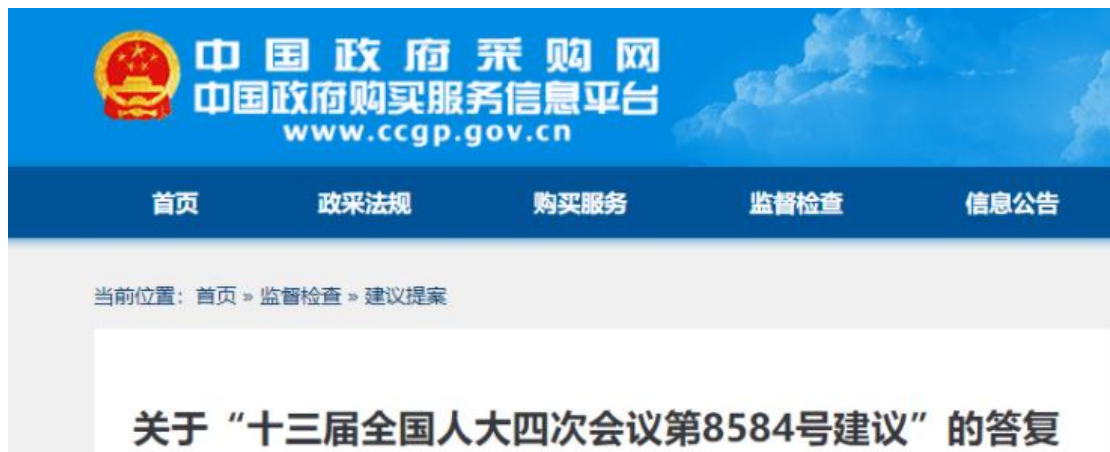 中国政府采购网
中国政府购买服务信息平台
www.ccgp.gov.cn
首页 政采法规 购买服务 监督检查 信息公告
当前位置：首页 » 监督检查 » 建议提案
关于“十三届全国人大四次会议第8584号建议”的答复